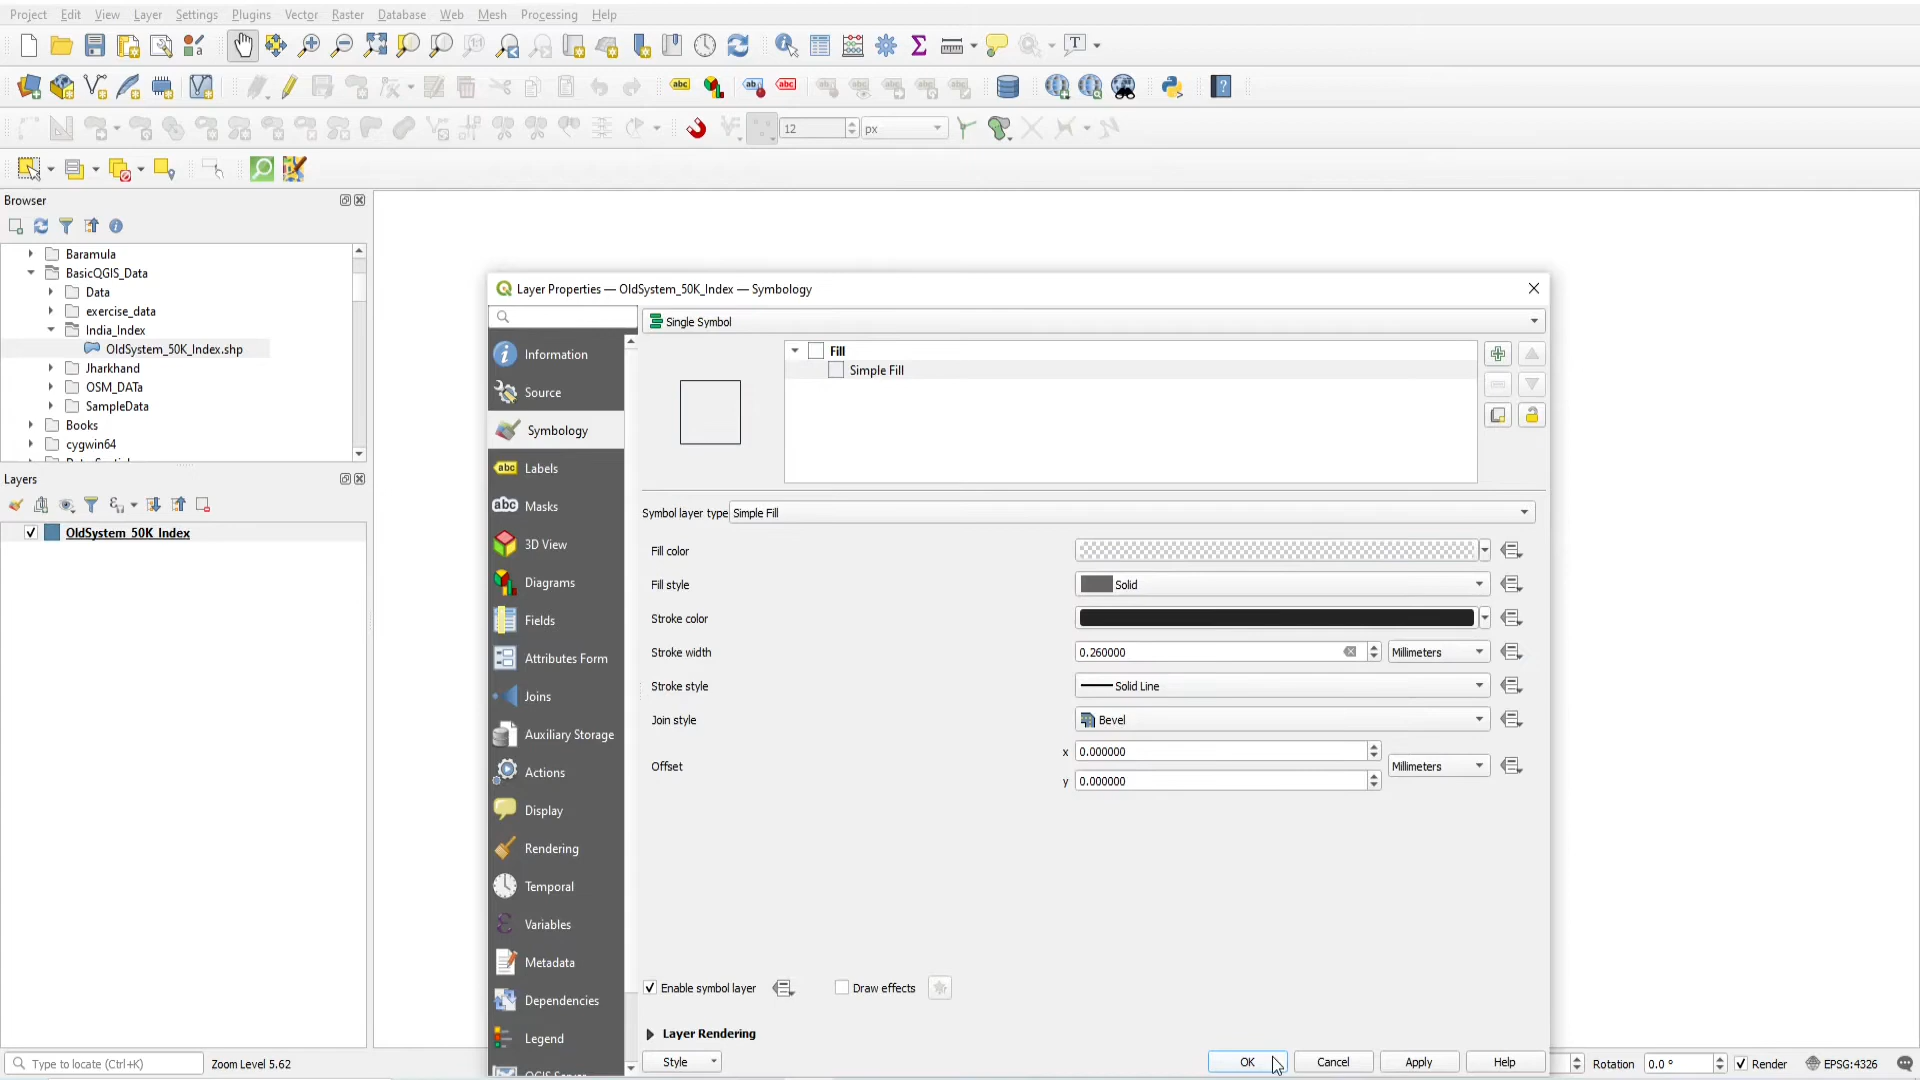 Project Edit View Layer Settings Plugins Vector Raster Database Web Mesh Processing Help
12 px
Browser
Baramula
BasicQGIS_Data
Data
exercise_data
India_Index
OldSystem_50K_Index.shp
Jharkhand
OSM_DATa
SampleData
Books
cygwin64
Layers
OldSystem_50K_Index
Layer Properties — OldSystem_50K_Index — Symbology
Single Symbol
Information
Source
Symbology
Labels
Masks
3D View
Diagrams
Fields
Attributes Form
Joins
Auxiliary Storage
Actions
Display
Rendering
Temporal
Variables
Metadata
Dependencies
Legend
QGIS Server
Fill
Simple Fill
Symbol layer type Simple Fill
Fill color
Fill style Solid
Stroke color
Stroke width 0.260000 Millimeters
Stroke style Solid Line
Join style Bevel
Offset x 0.000000 Millimeters
y 0.000000
Enable symbol layer Draw effects
Layer Rendering
Style OK Cancel Apply Help
Type to locate (Ctrl+K) Zoom Level 5.62 Rotation 0.0 ° Render EPSG:4326